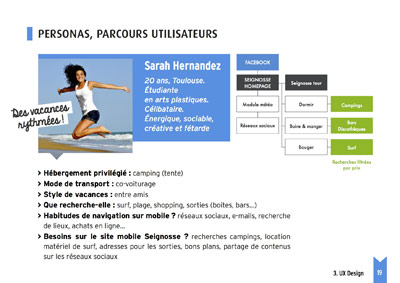 PERSONAS, PARCOURS UTILISATEURS
Des vacances
rythmées !
Sarah Hernandez
20 ans, Toulouse.
Étudiante
en arts plastiques.
Célibataire.
Énergique, sociable,
créative et fêtarde
FACEBOOK
SEIGNOSSE
HOMEPAGE
Seignosse tour
Module météo
Dormir
Campings
Réseaux sociaux
Boire & manger
Bars
Discothèques
Bouger
Surf
Recherches filtrées
par prix
> Hébergement privilégié : camping (tente)
> Mode de transport : co-voiturage
> Style de vacances : entre amis
> Que recherche-elle : surf, plage, shopping, sorties (boîtes, bars...)
> Habitudes de navigation sur mobile ? réseaux sociaux, e-mails, recherche
de lieux, achats en ligne...
> Besoins sur le site mobile Seignosse ? recherches campings, location
matériel de surf, adresses pour les sorties, bons plans, partage de contenus
sur les réseaux sociaux
3. UX Design
19